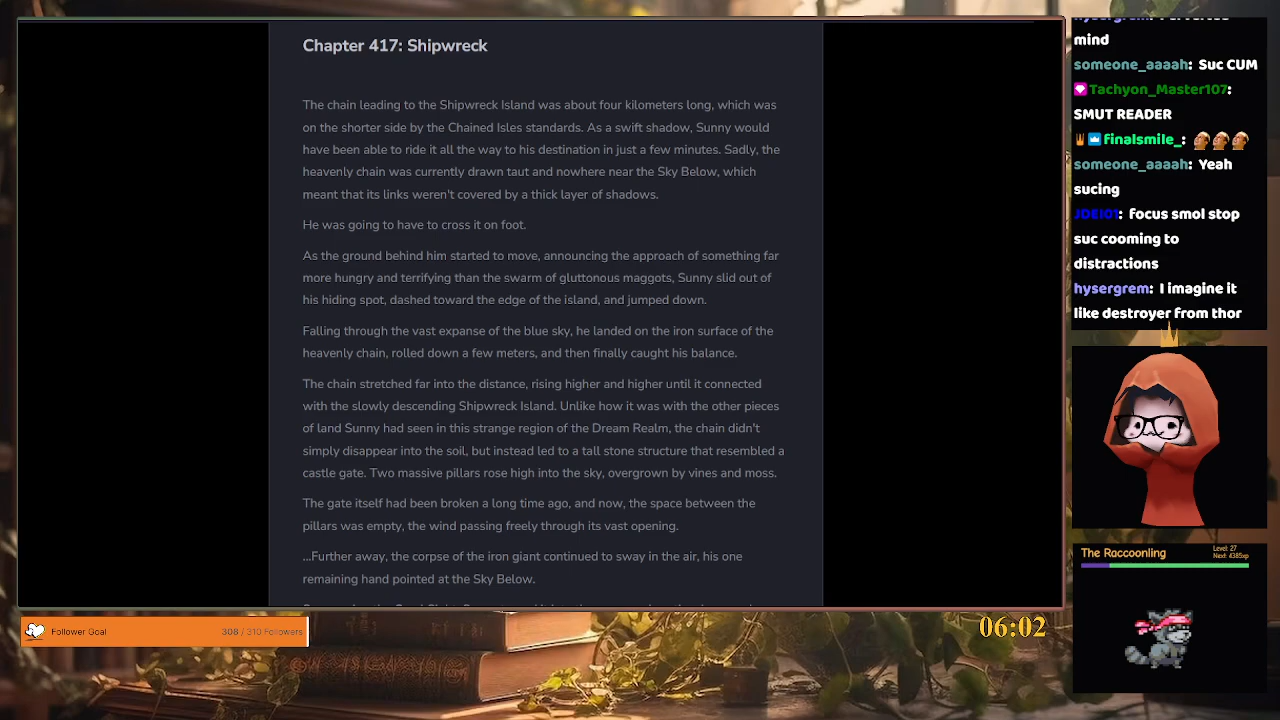 Chapter 417: Shipwreck
The chain leading to the Shipwreck Island was about four kilometers long, which was
on the shorter side by the Chained Isles standards. As a swift shadow, Sunny would
have been able to ride it all the way to his destination in just a few minutes. Sadly, the
heavenly chain was currently drawn taut and nowhere near the Sky Below, which
meant that its links weren't covered by a thick layer of shadows.
He was going to have to cross it on foot.
As the ground behind him started to move, announcing the approach of something far
more hungry and terrifying than the swarm of gluttonous maggots, Sunny slid out of
his hiding spot, dashed toward the edge of the island, and jumped down.
Falling through the vast expanse of the blue sky, he landed on the iron surface of the
heavenly chain, rolled down a few meters, and then finally caught his balance.
The chain stretched far into the distance, rising higher and higher until it connected
with the slowly descending Shipwreck Island. Unlike how it was with the other pieces
of land Sunny had seen in this strange region of the Dream Realm, the chain didn't
simply disappear into the soil, but instead led to a tall stone structure that resembled a
castle gate. Two massive pillars rose high into the sky, overgrown by vines and moss.
The gate itself had been broken a long time ago, and now, the space between the
pillars was empty, the wind passing freely through its vast opening.
...Further away, the corpse of the iron giant continued to sway in the air, his one
remaining hand pointed at the Sky Below.
mind
someone_aaaah: Suc CUM
Tachyon_Master107:
SMUT READER
finalsmile_:
someone_aaaah: Yeah
sucing
JDEI01: focus smol stop
suc cooming to
distractions
hysergrem: I imagine it
like destroyer from thor
The Raccoonling
Level: 27
Next: 4385xp
Follower Goal
306 / 310 Followers
06:02